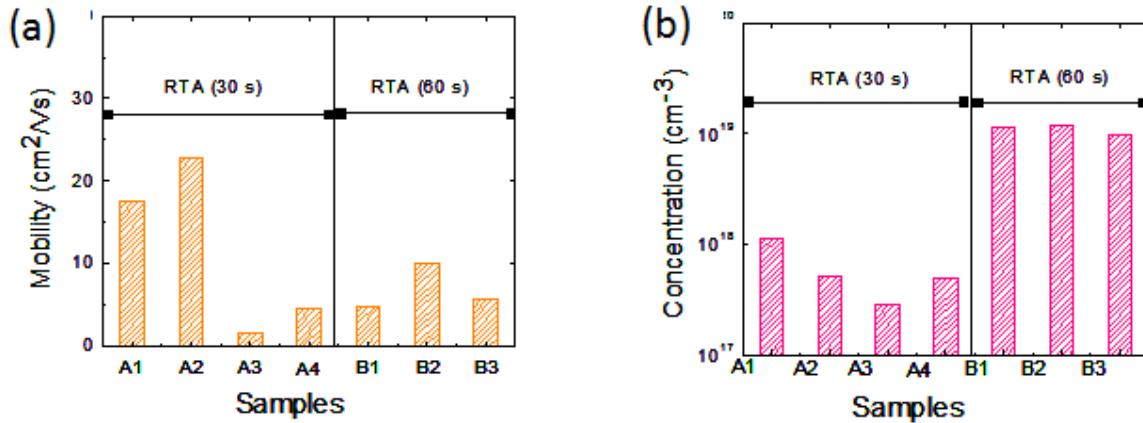 (a)
RTA (30 s)
RTA (60 s)
30
20
10
0
Mobility (cm²/Vs)
A1 A2 A3 A4 B1 B2 B3
Samples
(b)
RTA (30 s)
RTA (60 s)
10¹⁹
10¹⁸
10¹⁷
Concentration (cm⁻³)
A1 A2 A3 A4 B1 B2 B3
Samples